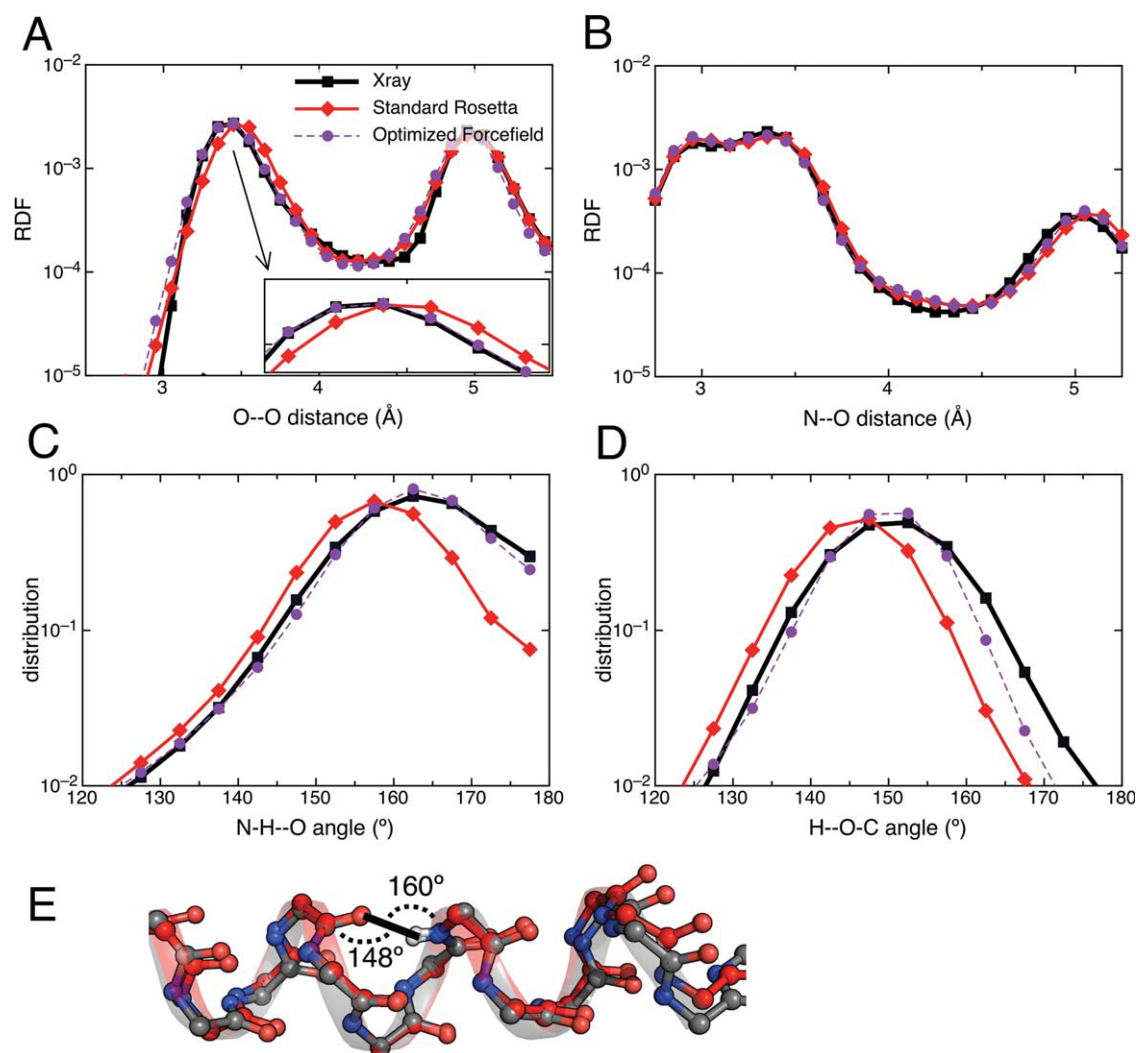 A
B
10⁻²
10⁻³
10⁻⁴
10⁻⁵
RDF
Xray
Standard Rosetta
Optimized Forcefield
3
4
5
O--O distance (Å)
10⁻²
10⁻³
10⁻⁴
10⁻⁵
RDF
3
4
5
N--O distance (Å)
C
D
10⁰
10⁻¹
10⁻²
distribution
120
130
140
150
160
170
180
N-H--O angle (º)
10⁰
10⁻¹
10⁻²
distribution
120
130
140
150
160
170
180
H--O-C angle (º)
E
160º
148º